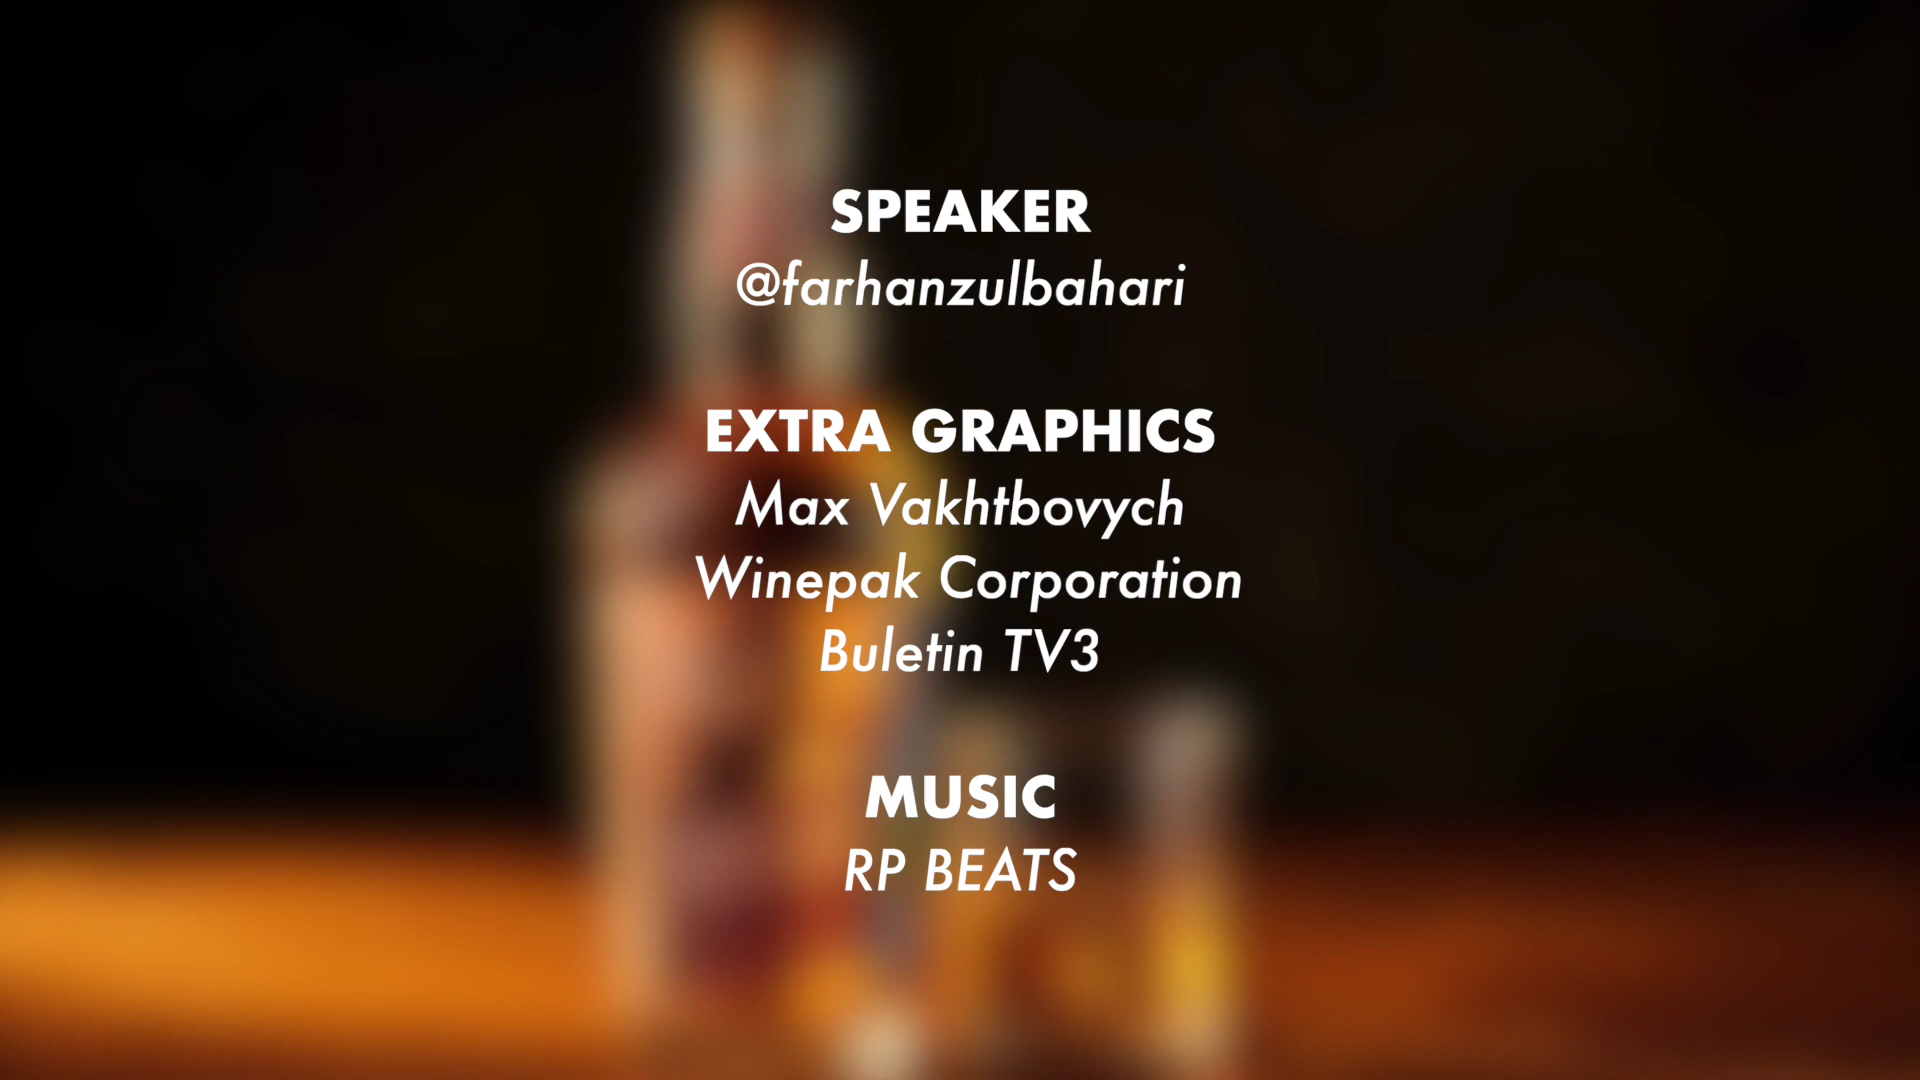 SPEAKER
@farhanzulbahari
EXTRA GRAPHICS
Max Vakhtbovych
Winepak Corporation
Buletin TV3
MUSIC
RP BEATS